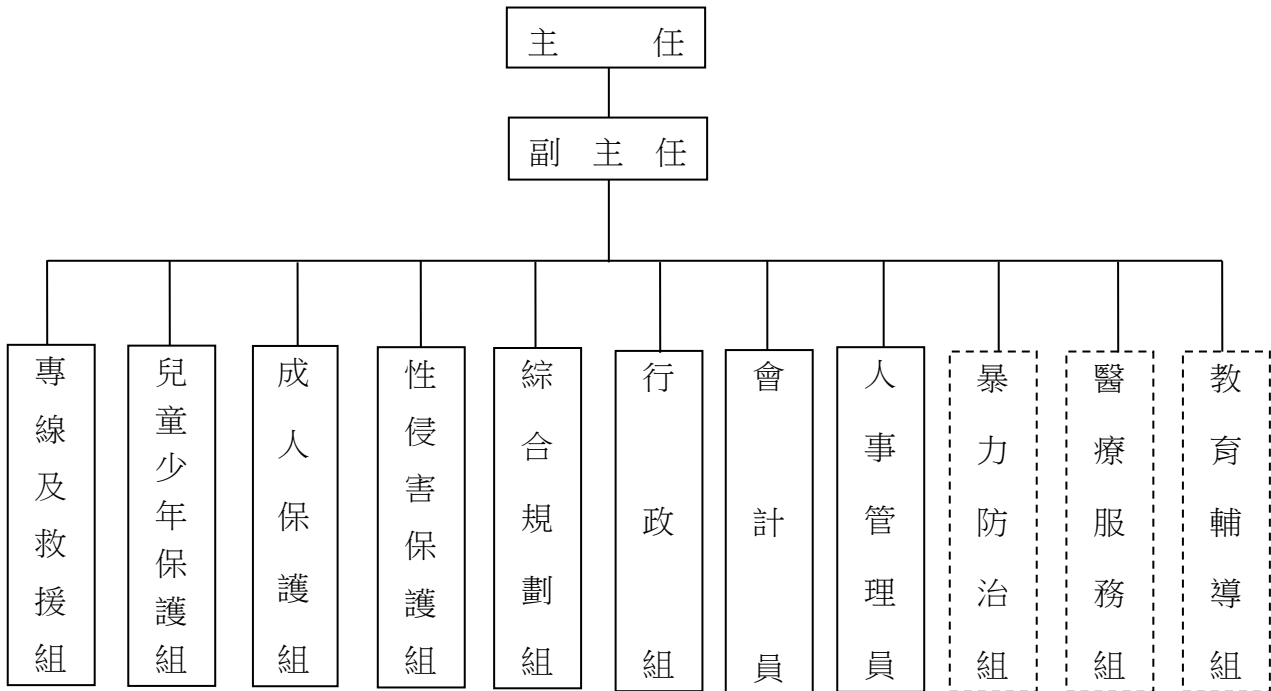 主任
副主任
專線及救援組
兒童少年保護組
成人保護組
性侵害保護組
綜合規劃組
行政組
會計員
人事管理員
暴力防治組
醫療服務組
教育輔導組